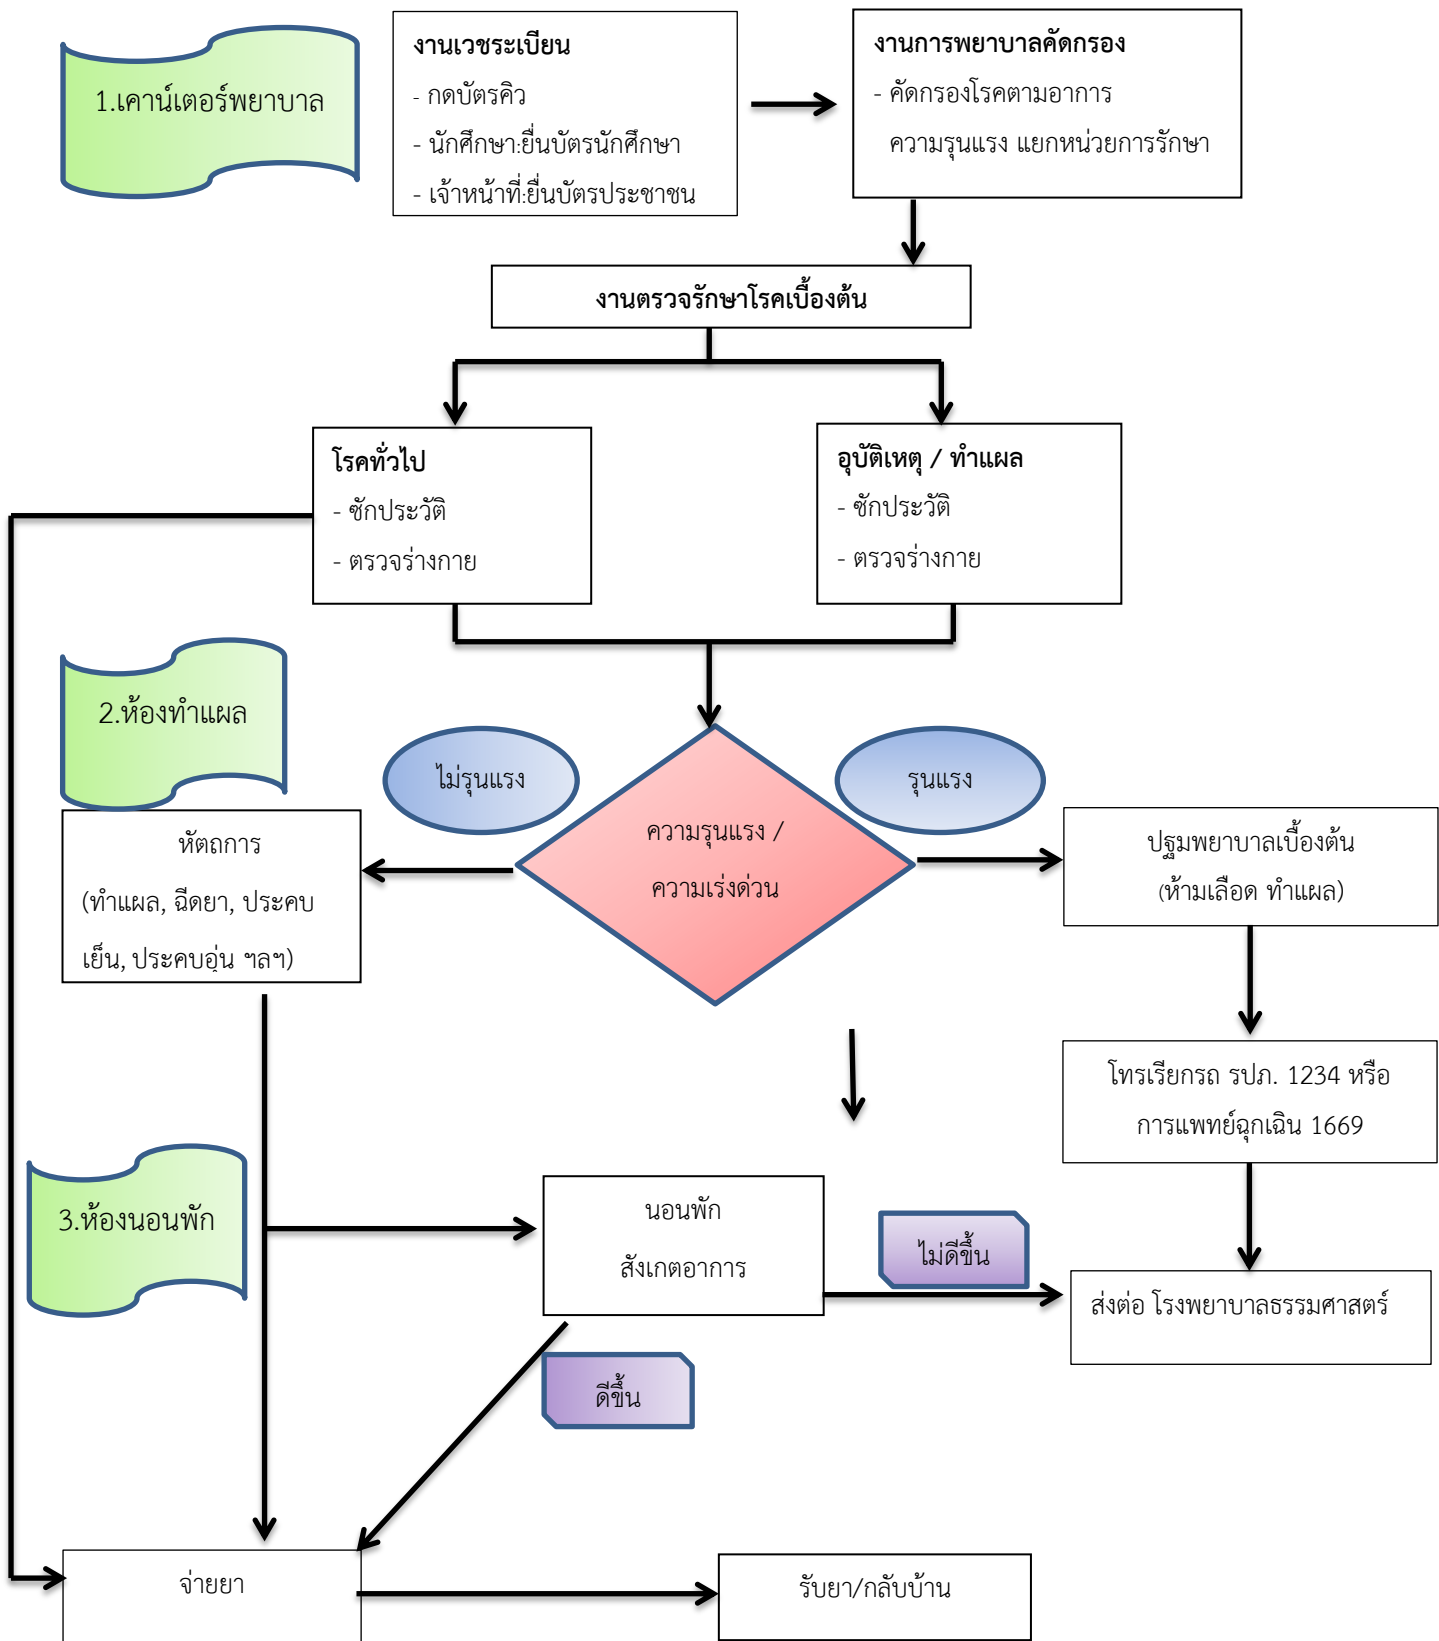 1.เคาน์เตอร์พยาบาล
งานเวชระเบียน
- กดบัตรคิว
- นักศึกษา:ยื่นบัตรนักศึกษา
- เจ้าหน้าที่:ยื่นบัตรประชาชน
งานการพยาบาลคัดกรอง
- คัดกรองโรคตามอาการ
ความรุนแรง แยกหน่วยการรักษา
งานตรวจรักษาโรคเบื้องต้น
โรคทั่วไป
- ซักประวัติ
- ตรวจร่างกาย
อุบัติเหตุ / ทำแผล
- ซักประวัติ
- ตรวจร่างกาย
2.ห้องทำแผล
ไม่รุนแรง
รุนแรง
ความรุนแรง /
ความเร่งด่วน
หัตถการ
(ทำแผล, ฉีดยา, ประคบ
เย็น, ประคบอุ่น ฯลฯ)
ปฐมพยาบาลเบื้องต้น
(ห้ามเลือด ทำแผล)
โทรเรียกรถ รปภ. 1234 หรือ
การแพทย์ฉุกเฉิน 1669
3.ห้องนอนพัก
นอนพัก
สังเกตอาการ
ไม่ดีขึ้น
ส่งต่อ โรงพยาบาลธรรมศาสตร์
ดีขึ้น
จ่ายยา
รับยา/กลับบ้าน